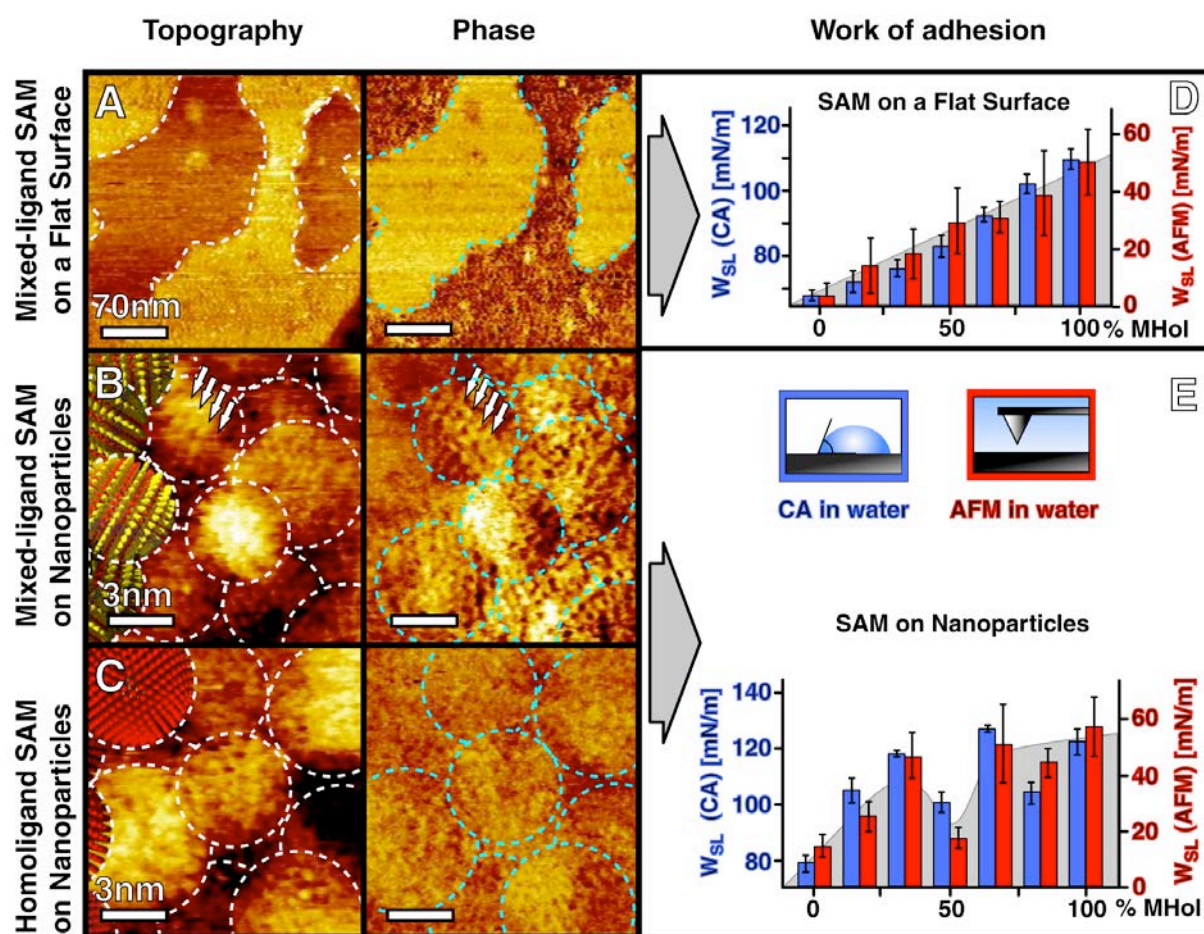 Topography
Phase
Work of adhesion
Mixed-ligand SAM
on a Flat Surface
A
70nm
D
SAM on a Flat Surface
W_SL (CA) [mN/m]
120
100
80
60
40
20
0
W_SL (AFM) [mN/m]
0
50
100
% MHol
Mixed-ligand SAM
on Nanoparticles
B
3nm
E
CA in water
AFM in water
Homoligand SAM
on Nanoparticles
C
3nm
SAM on Nanoparticles
W_SL (CA) [mN/m]
140
120
100
80
60
40
20
0
W_SL (AFM) [mN/m]
0
50
100
% MHol